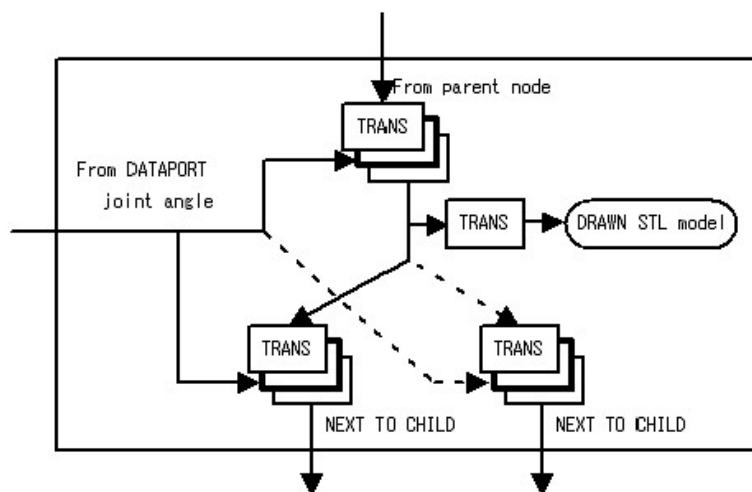 From parent node
TRANS
From DATAPORT
joint angle
TRANS
DRAWN STL model
TRANS
TRANS
NEXT TO CHILD
NEXT TO CHILD